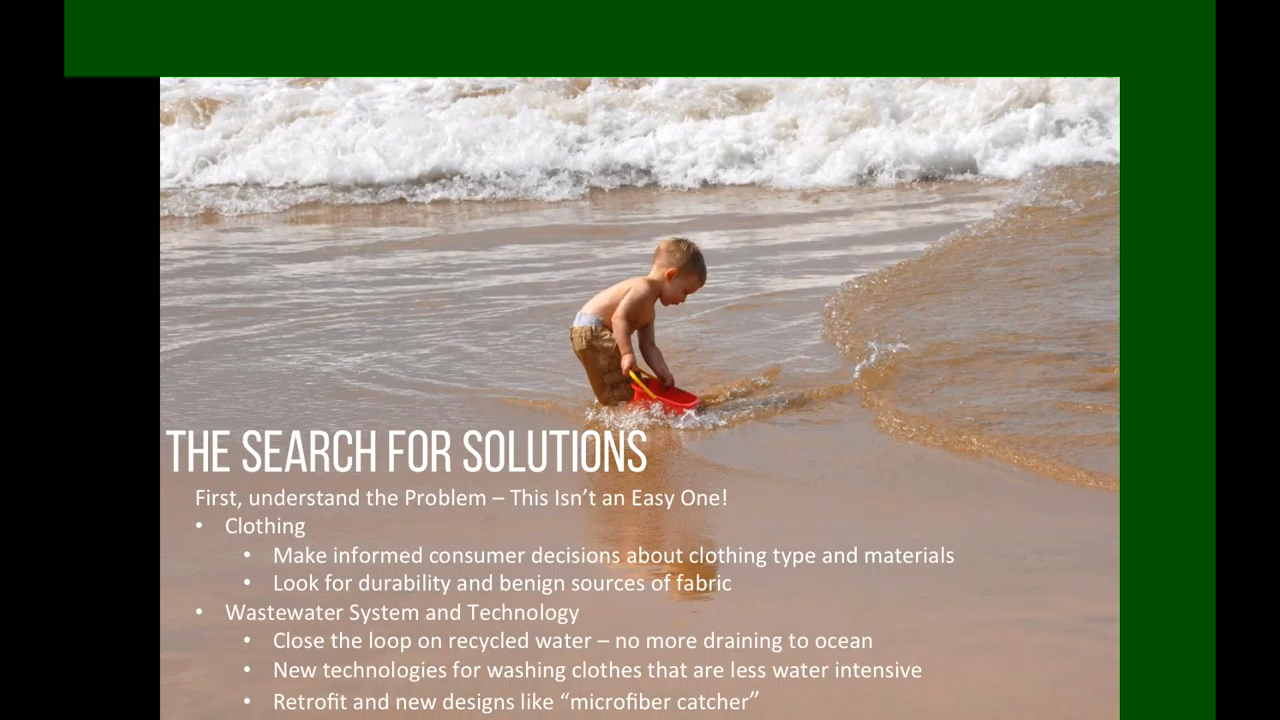 THE SEARCH FOR SOLUTIONS
First, understand the Problem – This Isn’t an Easy One!
• Clothing
• Make informed consumer decisions about clothing type and materials
• Look for durability and benign sources of fabric
• Wastewater System and Technology
• Close the loop on recycled water – no more draining to ocean
• New technologies for washing clothes that are less water intensive
• Retrofit and new designs like “microfiber catcher”